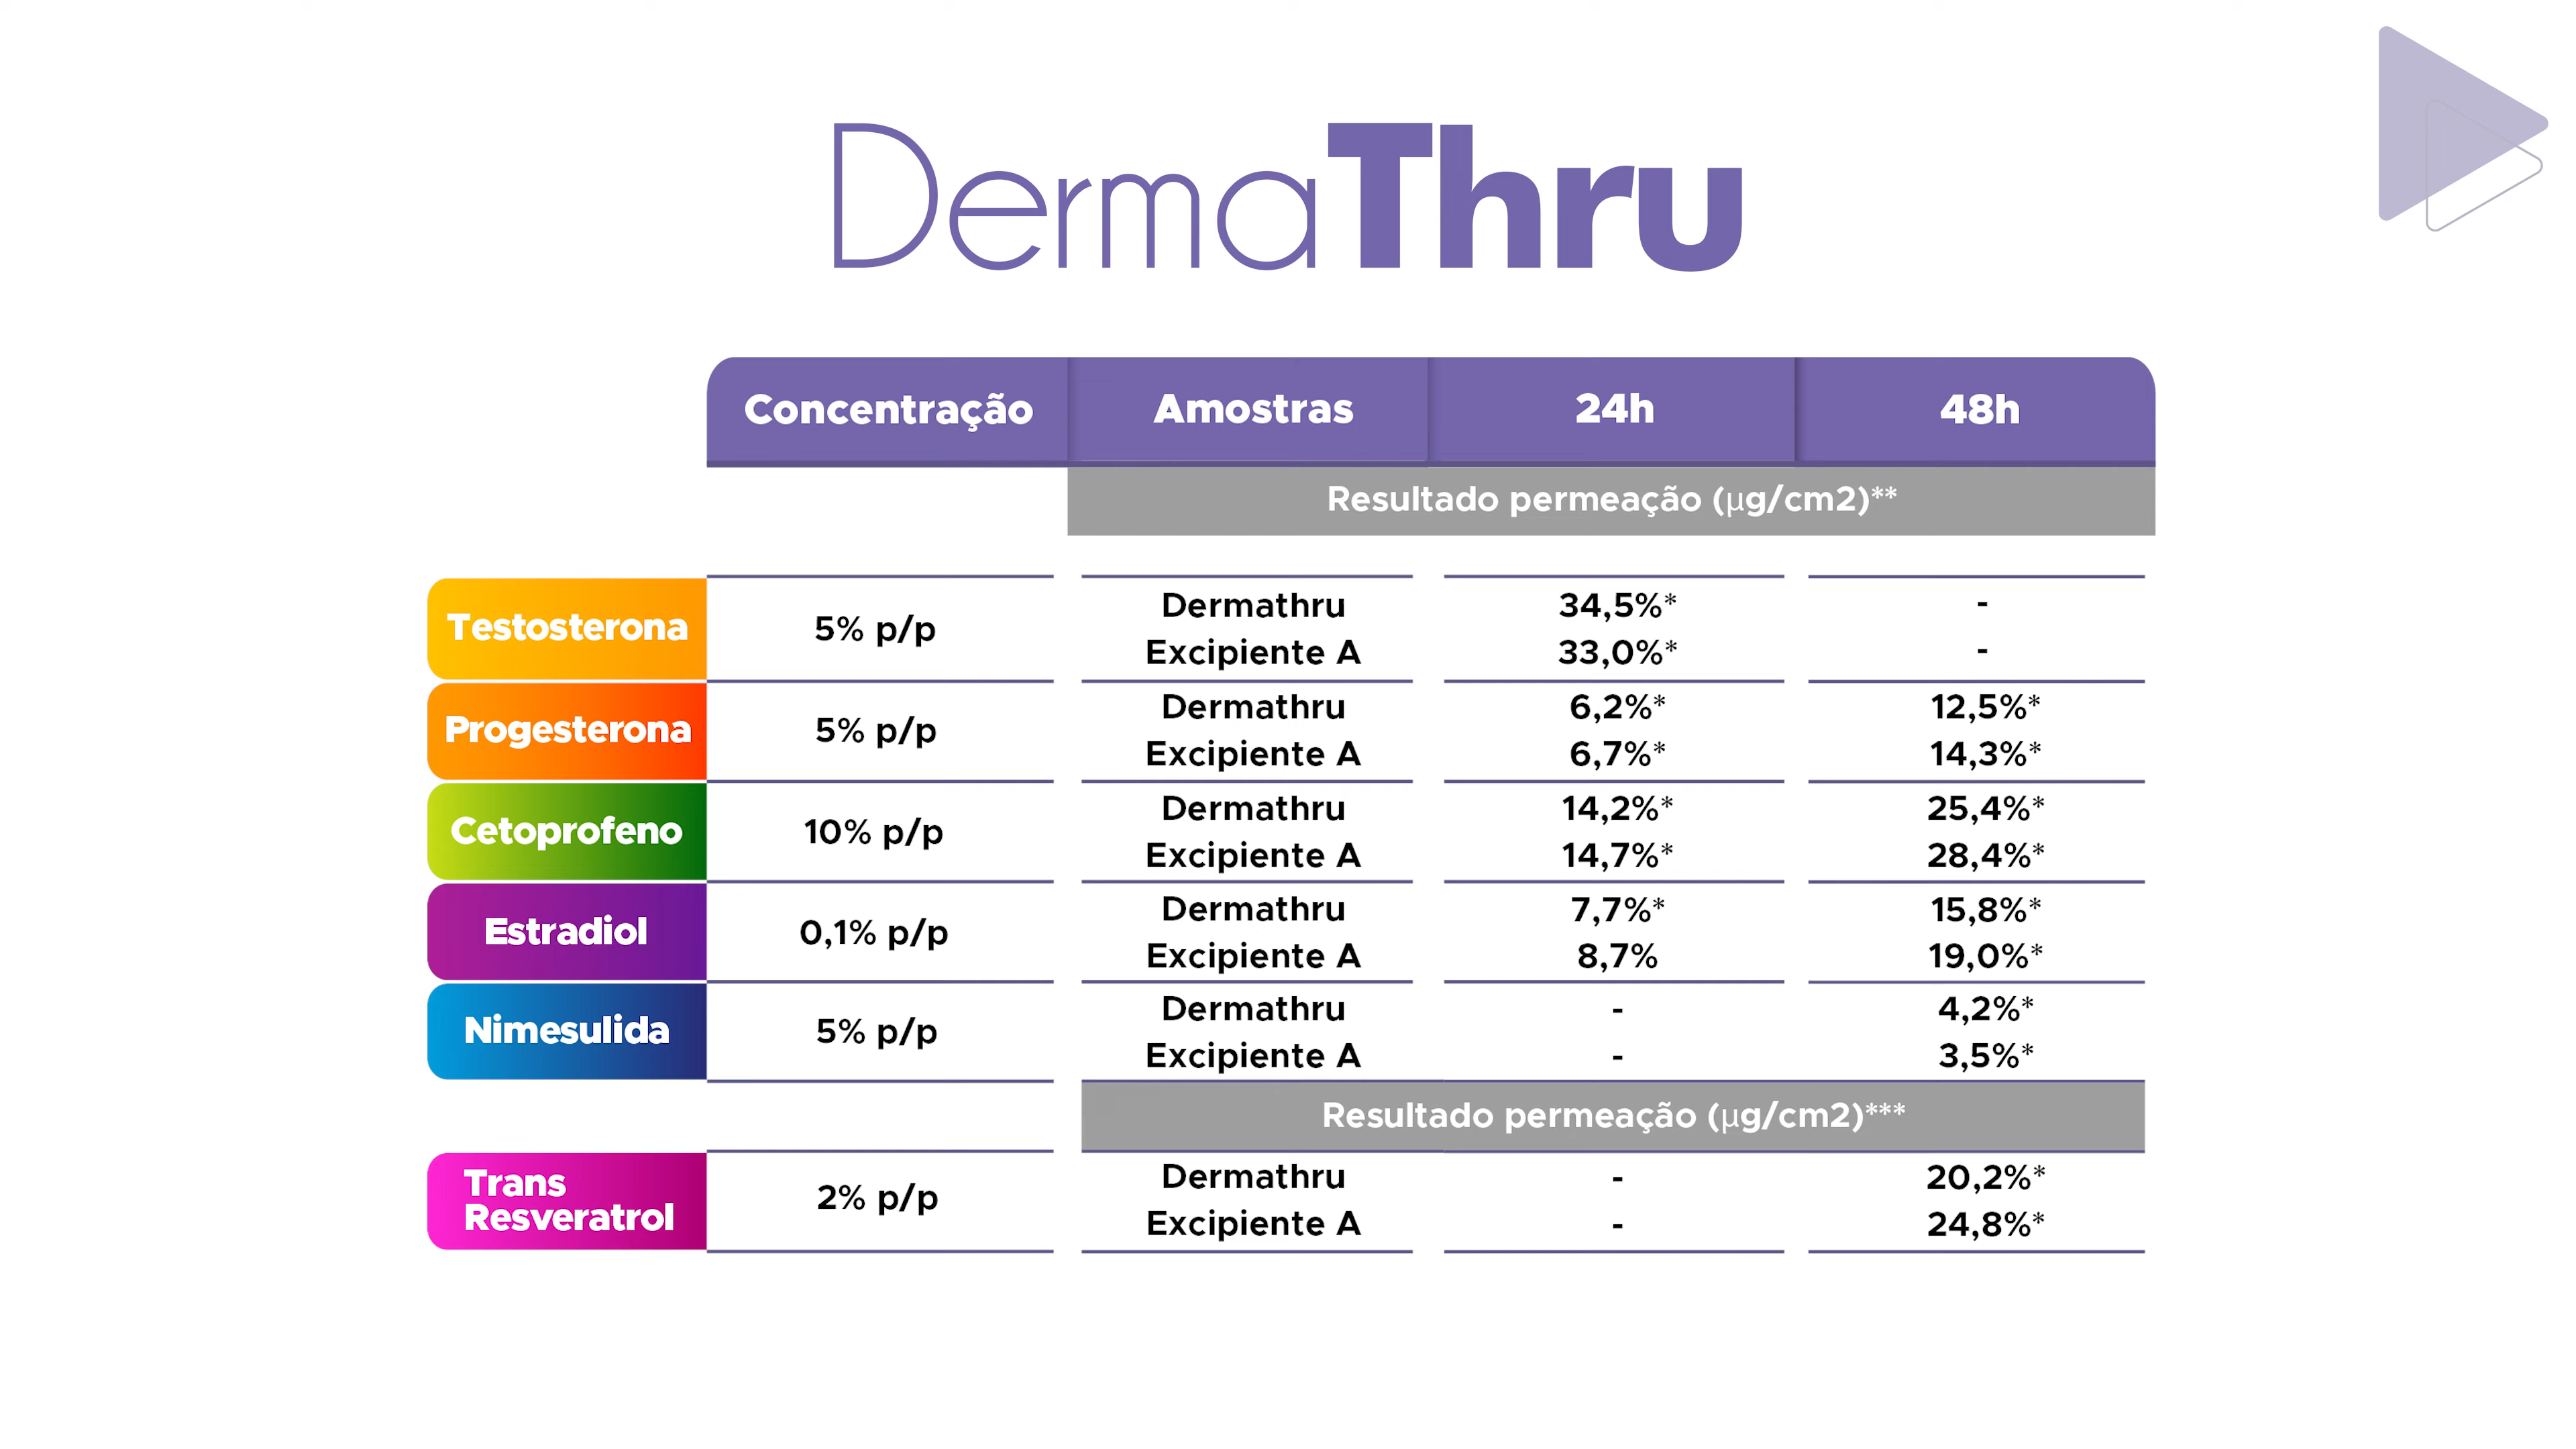 DermaThru
Concentração Amostras 24h 48h
Resultado permeação (µg/cm2)**
Testosterona 5% p/p
Dermathru 34,5%* -
Excipiente A 33,0%* -
Progesterona 5% p/p
Dermathru 6,2%* 12,5%*
Excipiente A 6,7%* 14,3%*
Cetoprofeno 10% p/p
Dermathru 14,2%* 25,4%*
Excipiente A 14,7%* 28,4%*
Estradiol 0,1% p/p
Dermathru 7,7%* 15,8%*
Excipiente A 8,7% 19,0%*
Nimesulida 5% p/p
Dermathru - 4,2%*
Excipiente A - 3,5%*
Resultado permeação (µg/cm2)***
Trans
Resveratrol 2% p/p
Dermathru - 20,2%*
Excipiente A - 24,8%*